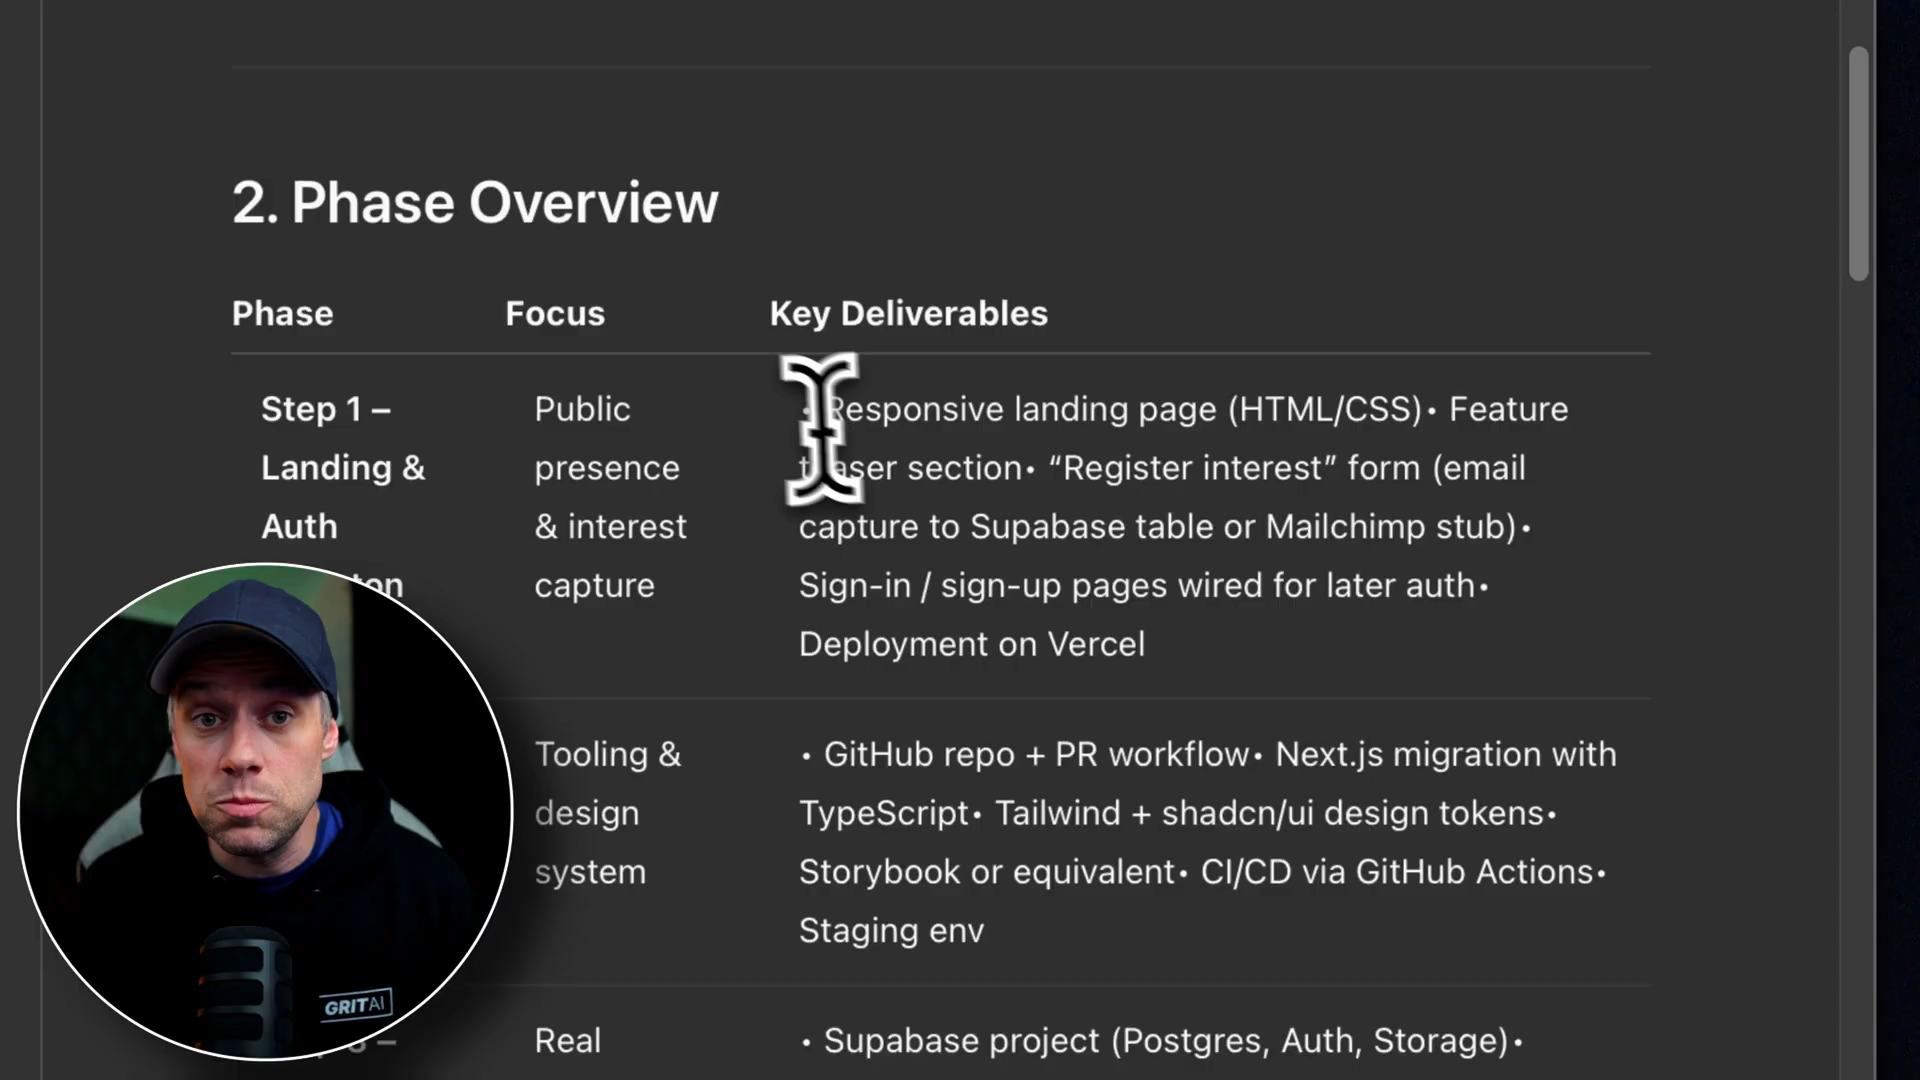 2. Phase Overview
Phase Focus Key Deliverables
Step 1 – Public Responsive landing page (HTML/CSS)• Feature
Landing & presence section• “Register interest” form (email
Auth & interest capture to Supabase table or Mailchimp stub)•
capture Sign-in / sign-up pages wired for later auth•
Deployment on Vercel
Tooling & • GitHub repo + PR workflow• Next.js migration with
design TypeScript• Tailwind + shadcn/ui design tokens•
system Storybook or equivalent• CI/CD via GitHub Actions•
Staging env
Real • Supabase project (Postgres, Auth, Storage)•
GRITAI